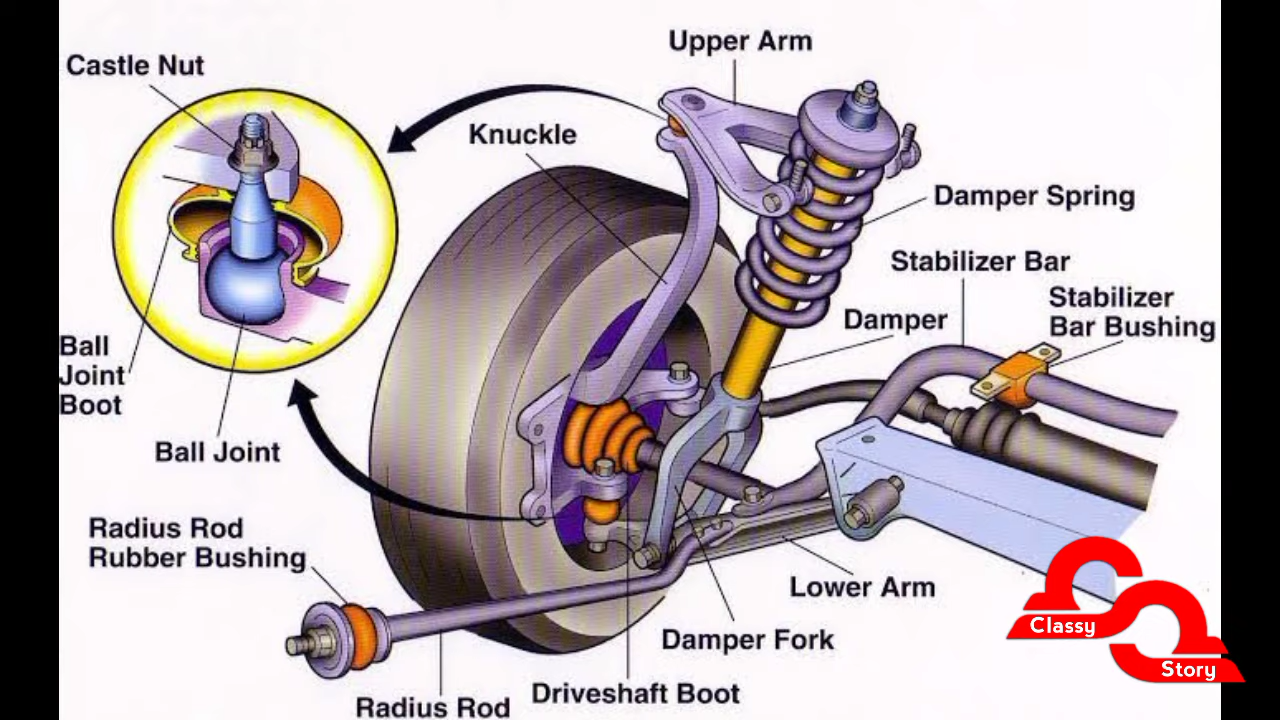 Upper Arm
Castle Nut
Knuckle
Damper Spring
Stabilizer Bar
Stabilizer
Bar Bushing
Damper
Ball
Joint
Boot
Ball Joint
Radius Rod
Rubber Bushing
Lower Arm
Damper Fork
Driveshaft Boot
Radius Rod
Classy
Story